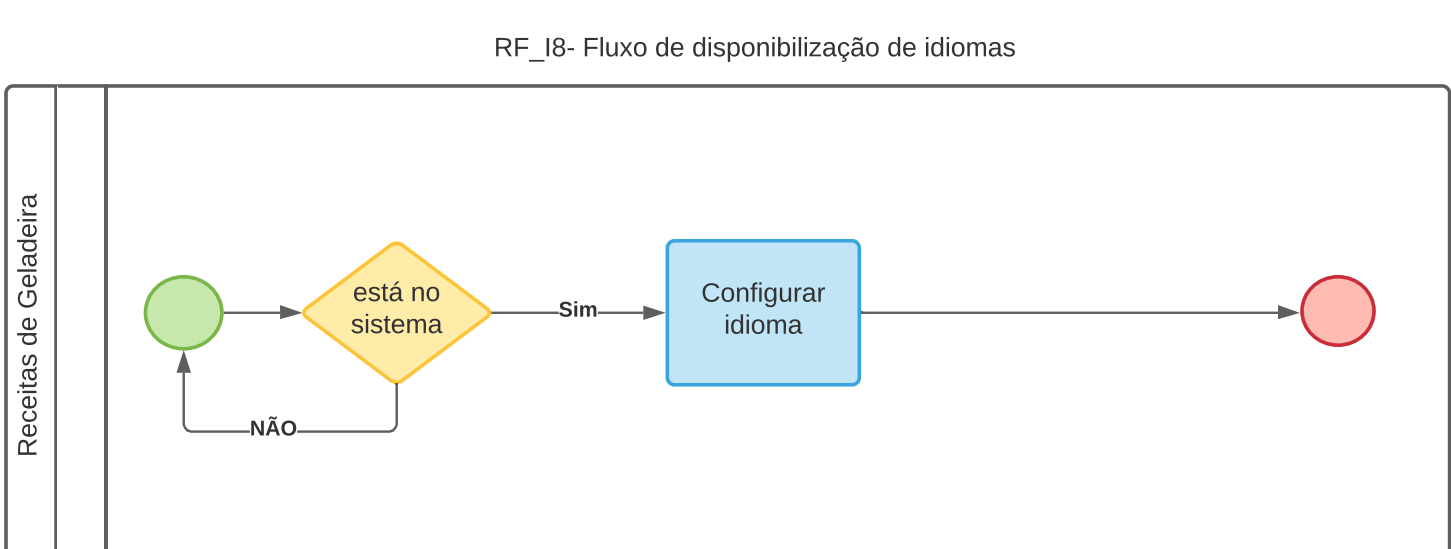 RF_I8- Fluxo de disponibilização de idiomas
Receitas de Geladeira
está no
sistema
Sim
Configurar
idioma
NÃO